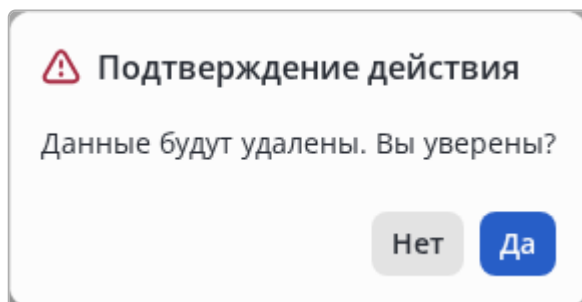 Подтверждение действия
Данные будут удалены. Вы уверены?
Нет Да